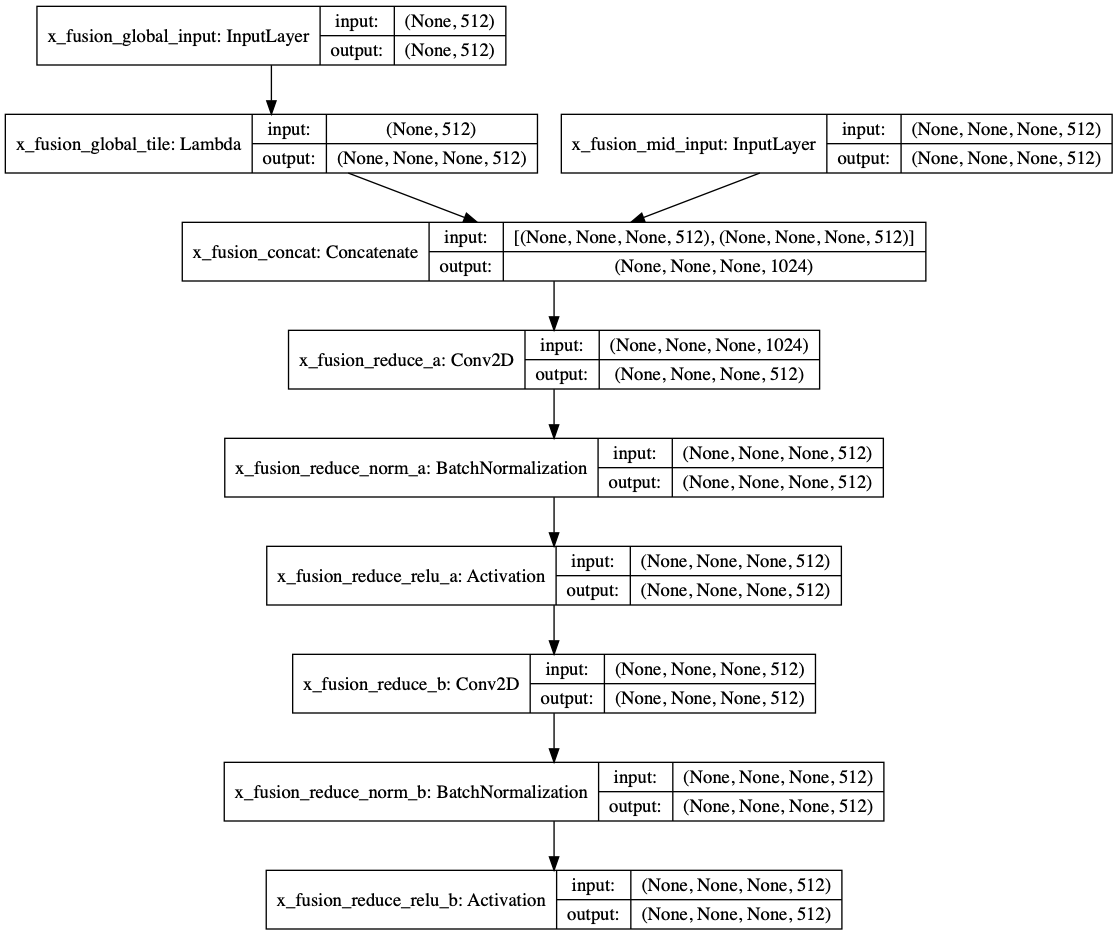 x_fusion_global_input: InputLayer
input:
(None, 512)
output:
(None, 512)
x_fusion_global_tile: Lambda
input:
(None, 512)
output:
(None, None, None, 512)
x_fusion_mid_input: InputLayer
input:
(None, None, None, 512)
output:
(None, None, None, 512)
x_fusion_concat: Concatenate
input:
[(None, None, None, 512), (None, None, None, 512)]
output:
(None, None, None, 1024)
x_fusion_reduce_a: Conv2D
input:
(None, None, None, 1024)
output:
(None, None, None, 512)
x_fusion_reduce_norm_a: BatchNormalization
input:
(None, None, None, 512)
output:
(None, None, None, 512)
x_fusion_reduce_relu_a: Activation
input:
(None, None, None, 512)
output:
(None, None, None, 512)
x_fusion_reduce_b: Conv2D
input:
(None, None, None, 512)
output:
(None, None, None, 512)
x_fusion_reduce_norm_b: BatchNormalization
input:
(None, None, None, 512)
output:
(None, None, None, 512)
x_fusion_reduce_relu_b: Activation
input:
(None, None, None, 512)
output:
(None, None, None, 512)